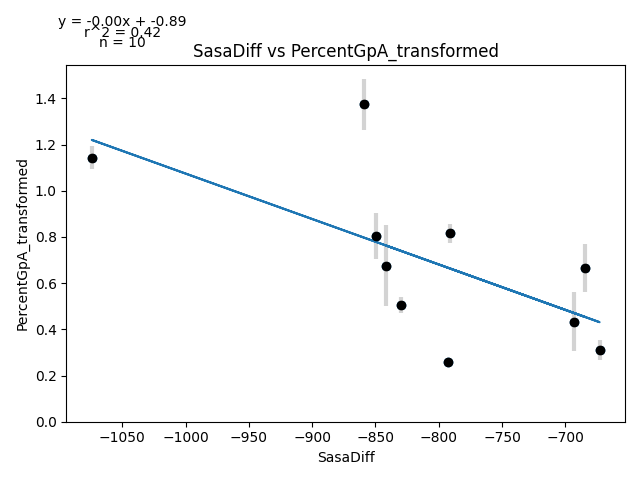 y = -0.00x + -0.89
r^2 = 0.42
n = 10
SasaDiff vs PercentGpA_transformed
PercentGpA_transformed
1.4
1.2
1.0
0.8
0.6
0.4
0.2
0.0
−1050 −1000 −950 −900 −850 −800 −750 −700
SasaDiff